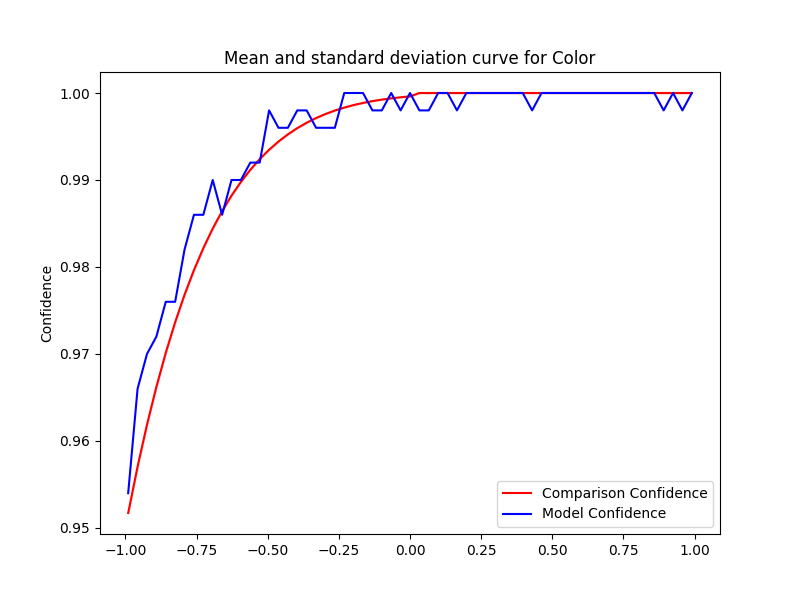 Mean and standard deviation curve for Color
1.00
0.99
0.98
0.97
0.96
0.95
Confidence
−1.00 −0.75 −0.50 −0.25 0.00 0.25 0.50 0.75 1.00
Comparison Confidence
Model Confidence